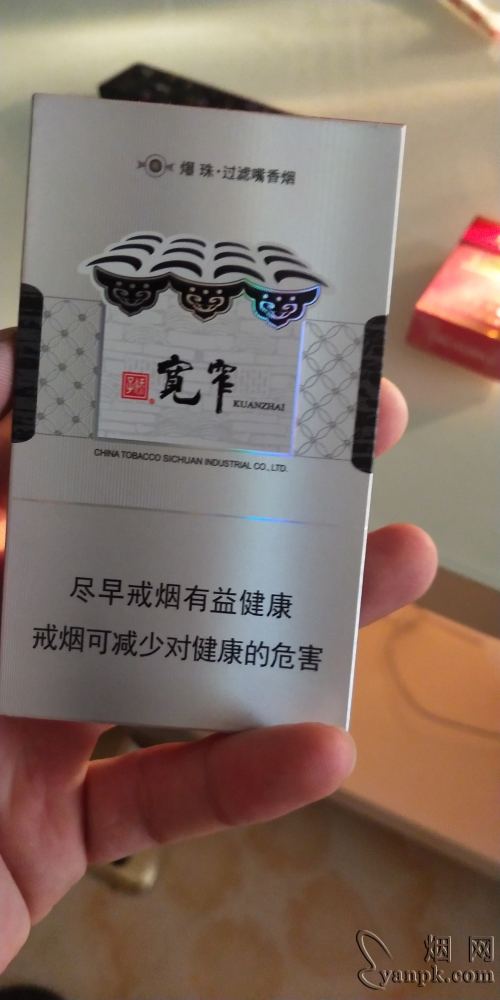 爆 珠·过滤嘴香烟
宽窄
KUANZHAI
CHINA TOBACCO SICHUAN INDUSTRIAL CO., LTD.
尽早戒烟有益健康
戒烟可减少对健康的危害
烟 网
yanpk.com